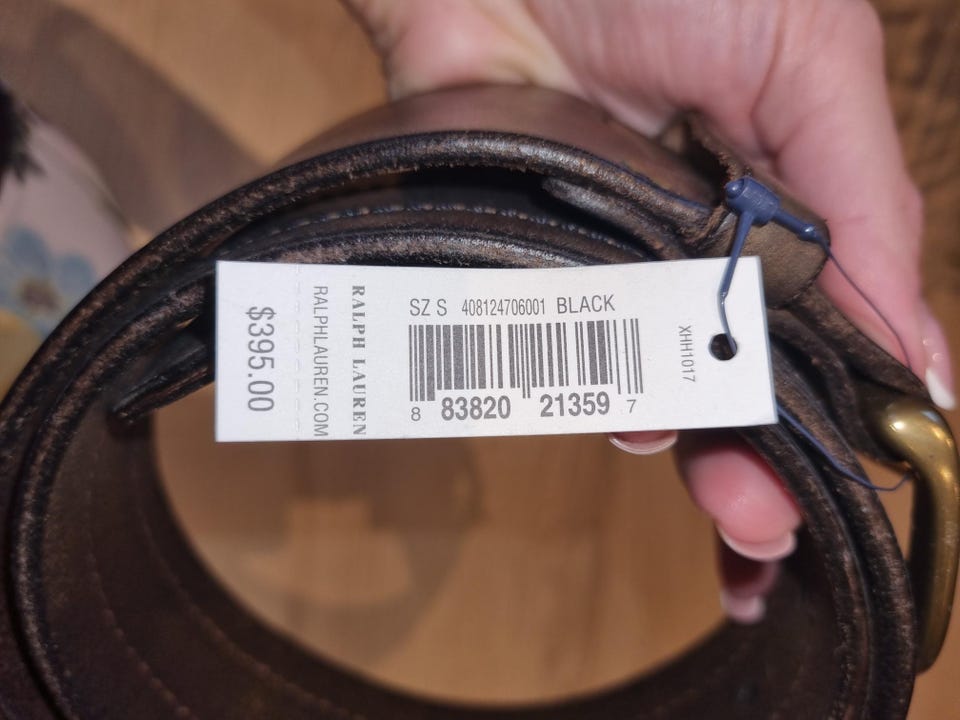 $395.00
RALPHLAUREN.COM
RALPH LAUREN
SZ S 408124706001 BLACK
8 83820 21359 7
XHH1017